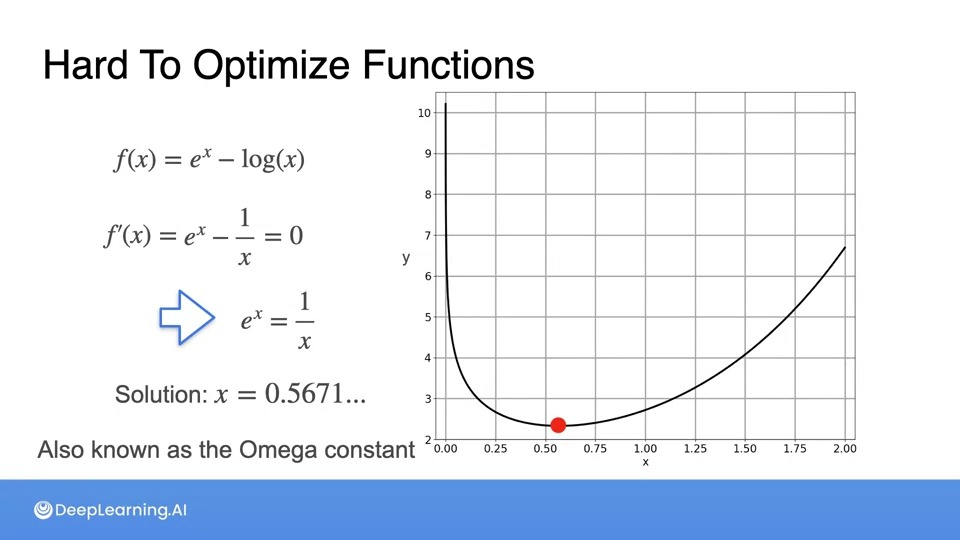 Hard To Optimize Functions
f(x) = e^x − log(x)
f′(x) = e^x − 1/x = 0
e^x = 1/x
Solution: x = 0.5671...
Also known as the Omega constant
10
9
8
7
y
6
5
4
3
2
0.00 0.25 0.50 0.75 1.00 1.25 1.50 1.75 2.00
x
DeepLearning.AI